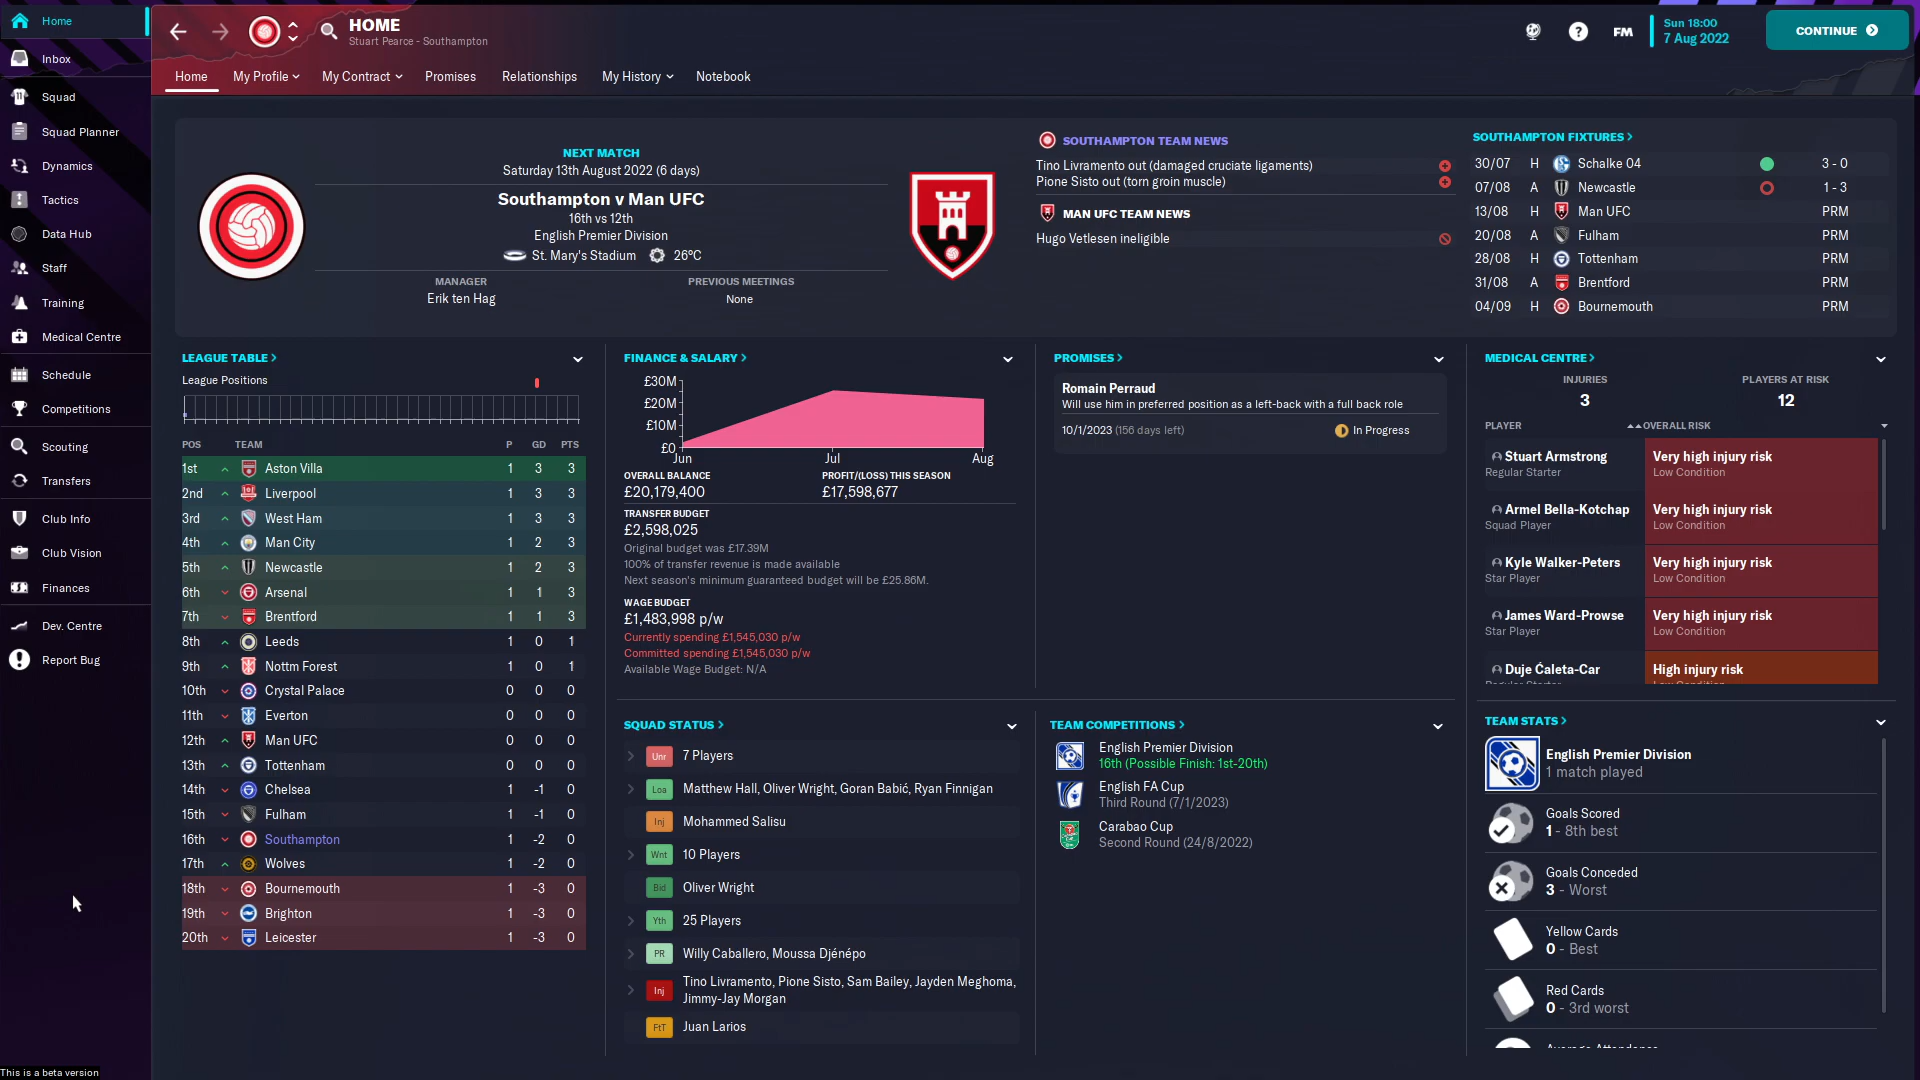 Home
Inbox
Squad
Squad Planner
Dynamics
Tactics
Data Hub
Staff
Training
Medical Centre
Schedule
Competitions
Scouting
Transfers
Club Info
Club Vision
Finances
Dev. Centre
Report Bug
This is a beta version
HOME
Stuart Pearce - Southampton
? FM
Sun 18:00
7 Aug 2022
CONTINUE
Home My Profile My Contract Promises Relationships My History Notebook
NEXT MATCH
Saturday 13th August 2022 (6 days)
Southampton v Man UFC
16th vs 12th
English Premier Division
St. Mary's Stadium 26ºC
MANAGER PREVIOUS MEETINGS
Erik ten Hag None
SOUTHAMPTON TEAM NEWS
Tino Livramento out (damaged cruciate ligaments)
Pione Sisto out (torn groin muscle)
MAN UFC TEAM NEWS
Hugo Vetlesen ineligible
SOUTHAMPTON FIXTURES
30/07 H Schalke 04 3 - 0
07/08 A Newcastle 1 - 3
13/08 H Man UFC PRM
20/08 A Fulham PRM
28/08 H Tottenham PRM
31/08 A Brentford PRM
04/09 H Bournemouth PRM
LEAGUE TABLE
League Positions
POS TEAM P GD PTS
1st Aston Villa 1 3 3
2nd Liverpool 1 3 3
3rd West Ham 1 3 3
4th Man City 1 2 3
5th Newcastle 1 2 3
6th Arsenal 1 1 3
7th Brentford 1 1 3
8th Leeds 1 0 1
9th Nottm Forest 1 0 1
10th Crystal Palace 0 0 0
11th Everton 0 0 0
12th Man UFC 0 0 0
13th Tottenham 0 0 0
14th Chelsea 1 -1 0
15th Fulham 1 -1 0
16th Southampton 1 -2 0
17th Wolves 1 -2 0
18th Bournemouth 1 -3 0
19th Brighton 1 -3 0
20th Leicester 1 -3 0
FINANCE & SALARY
£30M
£20M
£10M
£0
Jun Jul Aug
OVERALL BALANCE PROFIT/(LOSS) THIS SEASON
£20,179,400 £17,598,677
TRANSFER BUDGET
£2,598,025
Original budget was £17.39M
100% of transfer revenue is made available
Next season's minimum guaranteed budget will be £25.86M.
WAGE BUDGET
£1,483,998 p/w
Currently spending £1,545,030 p/w
Committed spending £1,545,030 p/w
Available Wage Budget: N/A
PROMISES
Romain Perraud
Will use him in preferred position as a left-back with a full back role
10/1/2023 (156 days left) In Progress
MEDICAL CENTRE
INJURIES PLAYERS AT RISK
3 12
PLAYER OVERALL RISK
Stuart Armstrong Very high injury risk
Regular Starter Low Condition
Armel Bella-Kotchap Very high injury risk
Squad Player Low Condition
Kyle Walker-Peters Very high injury risk
Star Player Low Condition
James Ward-Prowse Very high injury risk
Star Player Low Condition
Duje Ćaleta-Car High injury risk
Regular Starter Low Condition
SQUAD STATUS
Unr 7 Players
Loa Matthew Hall, Oliver Wright, Goran Babić, Ryan Finnigan
Inj Mohammed Salisu
Wnt 10 Players
Bid Oliver Wright
Yth 25 Players
PR Willy Caballero, Moussa Djénépo
Inj Tino Livramento, Pione Sisto, Sam Bailey, Jayden Meghoma,
Jimmy-Jay Morgan
FtT Juan Larios
TEAM COMPETITIONS
English Premier Division
16th (Possible Finish: 1st-20th)
English FA Cup
Third Round (7/1/2023)
Carabao Cup
Second Round (24/8/2022)
TEAM STATS
English Premier Division
1 match played
Goals Scored
1 - 8th best
Goals Conceded
3 - Worst
Yellow Cards
0 - Best
Red Cards
0 - 3rd worst
Average Attendance